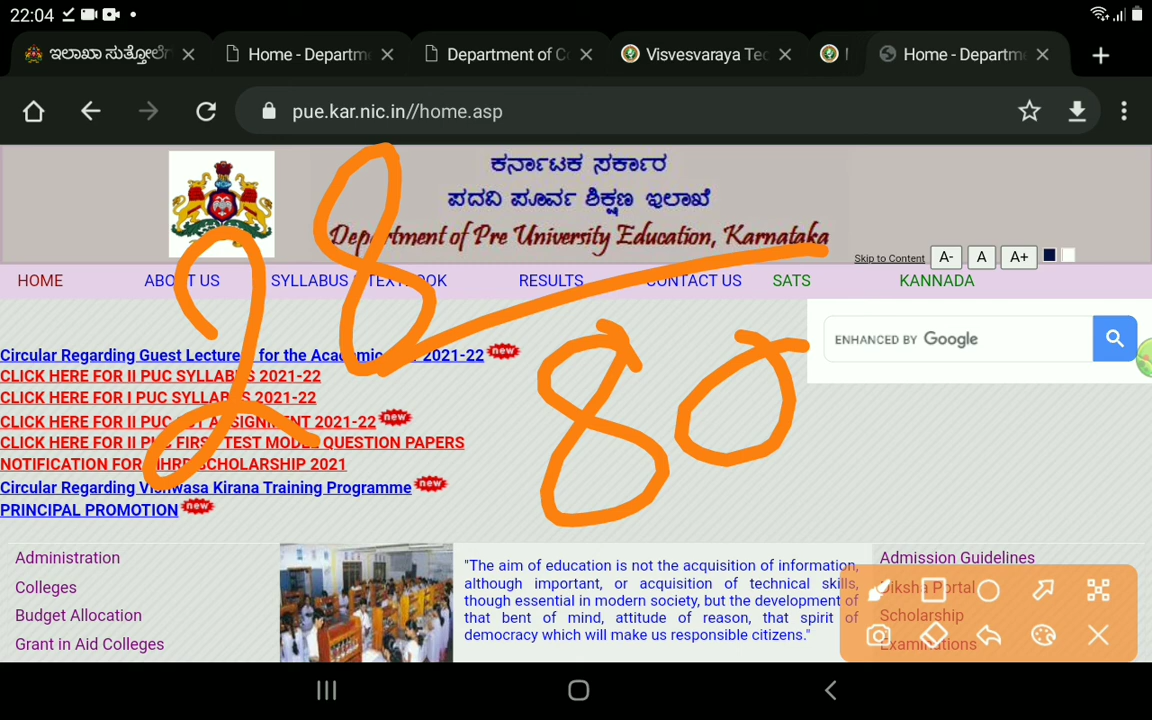 22:04
ಇಲಾಖಾ ಸುತ್ತೋಲೆಗ Home - Departm Department of C Visvesvaraya Tec Home - Departme
pue.kar.nic.in//home.asp
ಕರ್ನಾಟಕ ಸರ್ಕಾರ
ಪದವಿ ಪೂರ್ವ ಶಿಕ್ಷಣ ಇಲಾಖೆ
Department of Pre University Education, Karnataka
Skip to Content A- A A+
HOME ABOUT US SYLLABUS / TEXTBOOK RESULTS CONTACT US SATS KANNADA
28
80
ENHANCED BY Google
Circular Regarding Guest Lecturers for the Academic 2021-22 new
CLICK HERE FOR II PUC SYLLABUS 2021-22
CLICK HERE FOR I PUC SYLLABUS 2021-22
CLICK HERE FOR II PUC ASSIGNMENT 2021-22 new
CLICK HERE FOR II PUC FIRST TEST MODEL QUESTION PAPERS
NOTIFICATION FOR SCHOLARSHIP 2021
Circular Regarding Vishwasa Kirana Training Programme new
PRINCIPAL PROMOTION new
Administration
Colleges
Budget Allocation
Grant in Aid Colleges
"The aim of education is not the acquisition of information,
although important, or acquisition of technical skills,
though essential in modern society, but the development of
that bent of mind, attitude of reason, that spirit of
democracy which will make us responsible citizens."
Admission Guidelines
Diksha Portal
Scholarship
Examinations